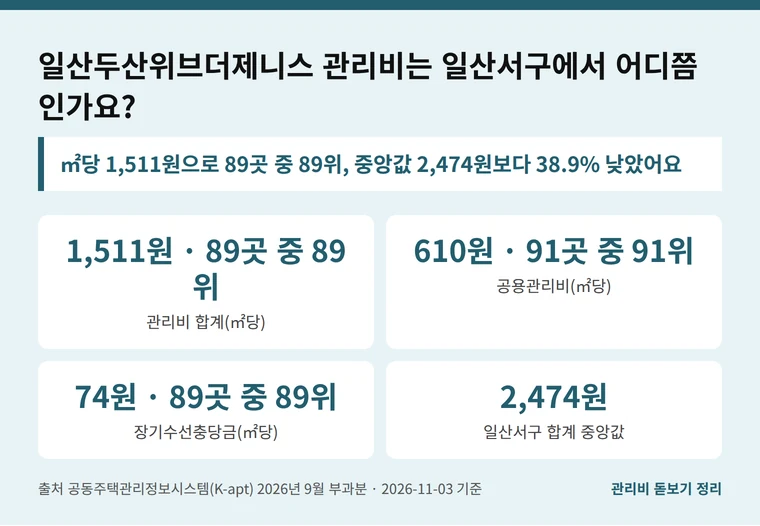 일산두산위브더제니스 관리비는 일산서구에서 어디쯤
인가요?
㎡당 1,511원으로 89곳 중 89위, 중앙값 2,474원보다 38.9% 낮았어요
1,511원 · 89곳 중 89
위
관리비 합계(㎡당)
610원 · 91곳 중 91위
공용관리비(㎡당)
74원 · 89곳 중 89위
장기수선충당금(㎡당)
2,474원
일산서구 합계 중앙값
출처 공동주택관리정보시스템(K-apt) 2026년 9월 부과분 · 2026-11-03 기준
관리비 돋보기 정리